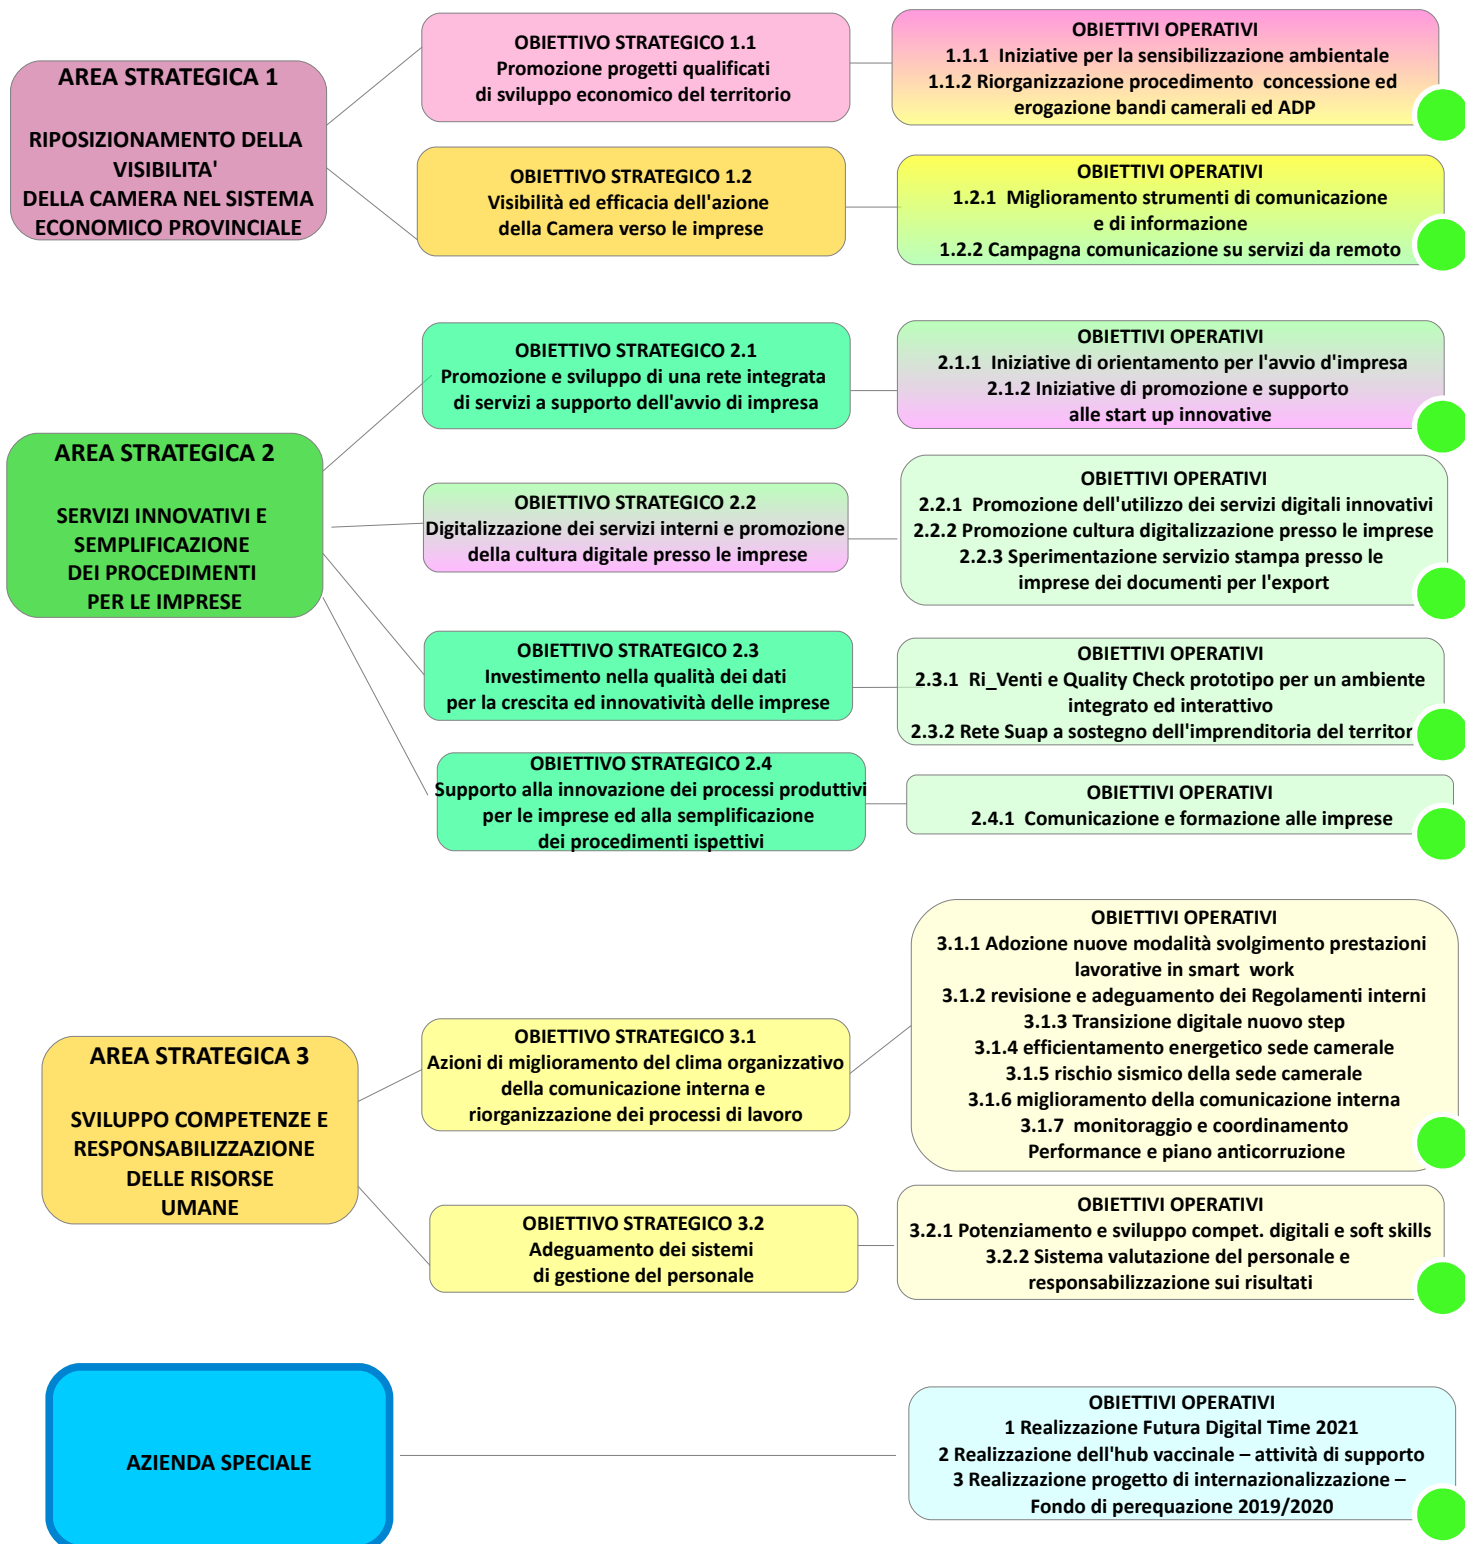 AREA STRATEGICA 1
RIPOSIZIONAMENTO DELLA
VISIBILITA'
DELLA CAMERA NEL SISTEMA
ECONOMICO PROVINCIALE
OBIETTIVO STRATEGICO 1.1
Promozione progetti qualificati
di sviluppo economico del territorio
OBIETTIVI OPERATIVI
1.1.1 Iniziative per la sensibilizzazione ambientale
1.1.2 Riorganizzazione procedimento concessione ed
erogazione bandi camerali ed ADP
OBIETTIVO STRATEGICO 1.2
Visibilità ed efficacia dell'azione
della Camera verso le imprese
OBIETTIVI OPERATIVI
1.2.1 Miglioramento strumenti di comunicazione
e di informazione
1.2.2 Campagna comunicazione su servizi da remoto
AREA STRATEGICA 2
SERVIZI INNOVATIVI E
SEMPLIFICAZIONE
DEI PROCEDIMENTI
PER LE IMPRESE
OBIETTIVO STRATEGICO 2.1
Promozione e sviluppo di una rete integrata
di servizi a supporto dell'avvio di impresa
OBIETTIVI OPERATIVI
2.1.1 Iniziative di orientamento per l'avvio d'impresa
2.1.2 Iniziative di promozione e supporto
alle start up innovative
OBIETTIVO STRATEGICO 2.2
Digitalizzazione dei servizi interni e promozione
della cultura digitale presso le imprese
OBIETTIVI OPERATIVI
2.2.1 Promozione dell'utilizzo dei servizi digitali innovativi
2.2.2 Promozione cultura digitalizzazione presso le imprese
2.2.3 Sperimentazione servizio stampa presso le
imprese dei documenti per l'export
OBIETTIVO STRATEGICO 2.3
Investimento nella qualità dei dati
per la crescita ed innovatività delle imprese
OBIETTIVI OPERATIVI
2.3.1 Ri_Venti e Quality Check prototipo per un ambiente
integrato ed interattivo
2.3.2 Rete Suap a sostegno dell'imprenditoria del territor
OBIETTIVO STRATEGICO 2.4
Supporto alla innovazione dei processi produttivi
per le imprese ed alla semplificazione
dei procedimenti ispettivi
OBIETTIVI OPERATIVI
2.4.1 Comunicazione e formazione alle imprese
AREA STRATEGICA 3
SVILUPPO COMPETENZE E
RESPONSABILIZZAZIONE
DELLE RISORSE
UMANE
OBIETTIVO STRATEGICO 3.1
Azioni di miglioramento del clima organizzativo
della comunicazione interna e
riorganizzazione dei processi di lavoro
OBIETTIVI OPERATIVI
3.1.1 Adozione nuove modalità svolgimento prestazioni
lavorative in smart work
3.1.2 revisione e adeguamento dei Regolamenti interni
3.1.3 Transizione digitale nuovo step
3.1.4 efficientamento energetico sede camerale
3.1.5 rischio sismico della sede camerale
3.1.6 miglioramento della comunicazione interna
3.1.7 monitoraggio e coordinamento
Performance e piano anticorruzione
OBIETTIVO STRATEGICO 3.2
Adeguamento dei sistemi
di gestione del personale
OBIETTIVI OPERATIVI
3.2.1 Potenziamento e sviluppo compet. digitali e soft skills
3.2.2 Sistema valutazione del personale e
responsabilizzazione sui risultati
AZIENDA SPECIALE
OBIETTIVI OPERATIVI
1 Realizzazione Futura Digital Time 2021
2 Realizzazione dell'hub vaccinale – attività di supporto
3 Realizzazione progetto di internazionalizzazione –
Fondo di perequazione 2019/2020